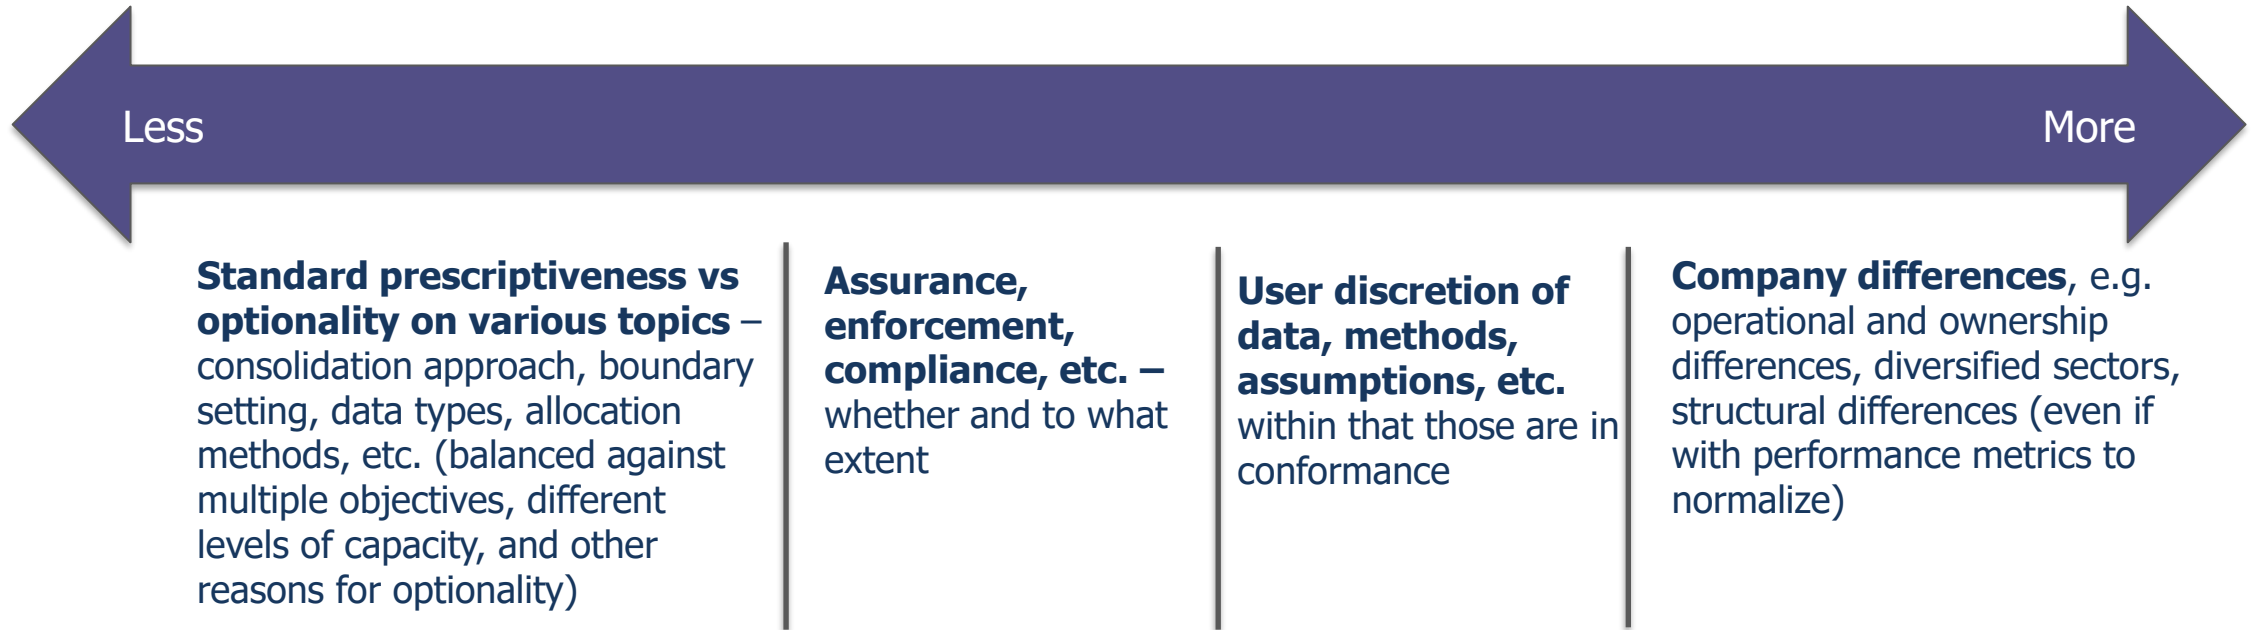 Less
More
Standard prescriptiveness vs
optionality on various topics –
consolidation approach, boundary
setting, data types, allocation
methods, etc. (balanced against
multiple objectives, different
levels of capacity, and other
reasons for optionality)
Assurance,
enforcement,
compliance, etc. –
whether and to what
extent
User discretion of
data, methods,
assumptions, etc.
within that those are in
conformance
Company differences, e.g.
operational and ownership
differences, diversified sectors,
structural differences (even if
with performance metrics to
normalize)